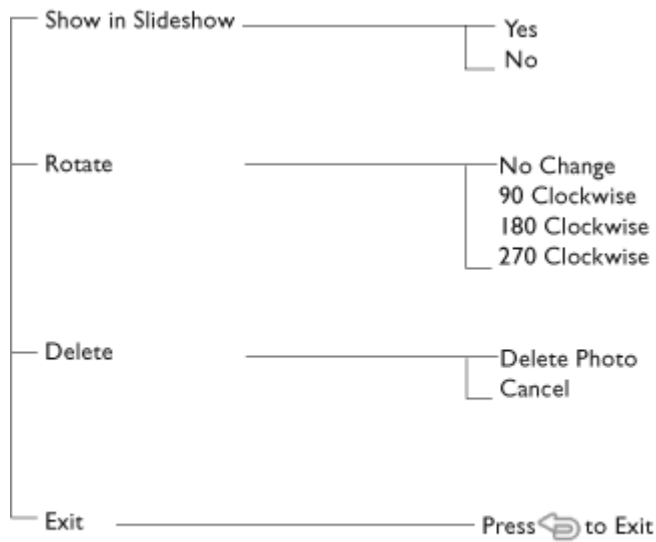 Show in Slideshow
Yes
No
Rotate
No Change
90 Clockwise
180 Clockwise
270 Clockwise
Delete
Delete Photo
Cancel
Exit
Press to Exit